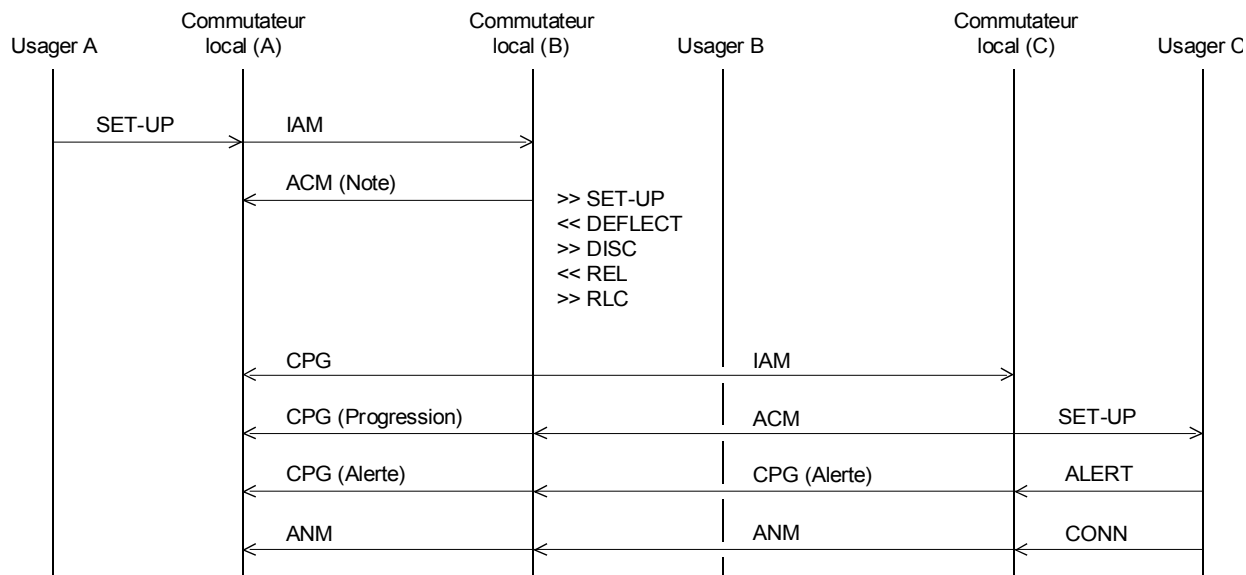 Usager A
Commutateur
local (A)
Commutateur
local (B)
Usager B
Commutateur
local (C)
Usager C
SET-UP
IAM
ACM (Note)
>> SET-UP
<< DEFLECT
>> DISC
<< REL
>> RLC
CPG
IAM
CPG (Progression)
ACM
SET-UP
CPG (Alerte)
CPG (Alerte)
ALERT
ANM
ANM
CONN